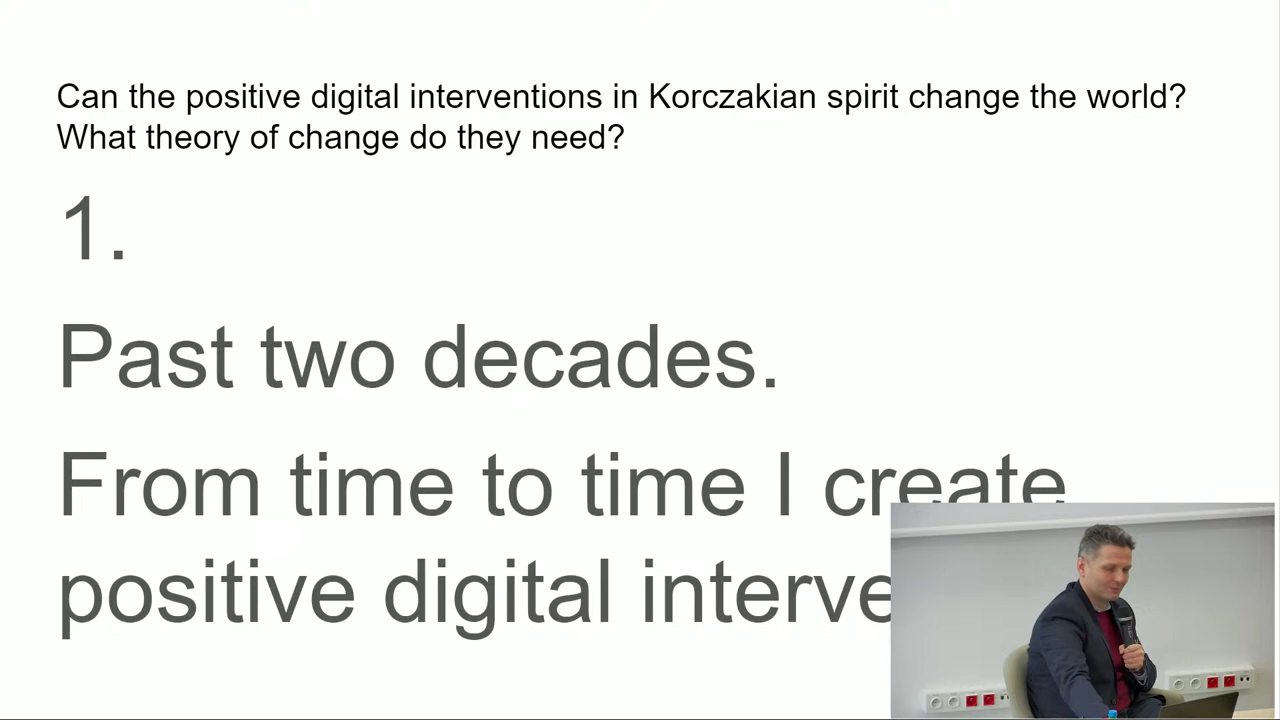 Can the positive digital interventions in Korczakian spirit change the world?
What theory of change do they need?
1.
Past two decades.
From time to time I create
positive digital